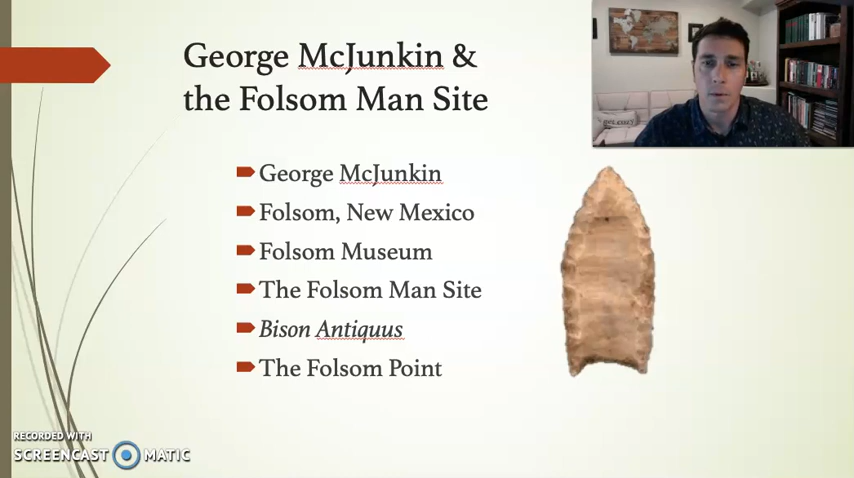 George McJunkin &
the Folsom Man Site
George McJunkin
Folsom, New Mexico
Folsom Museum
The Folsom Man Site
Bison Antiquus
The Folsom Point
RECORDED WITH
SCREENCAST MATIC